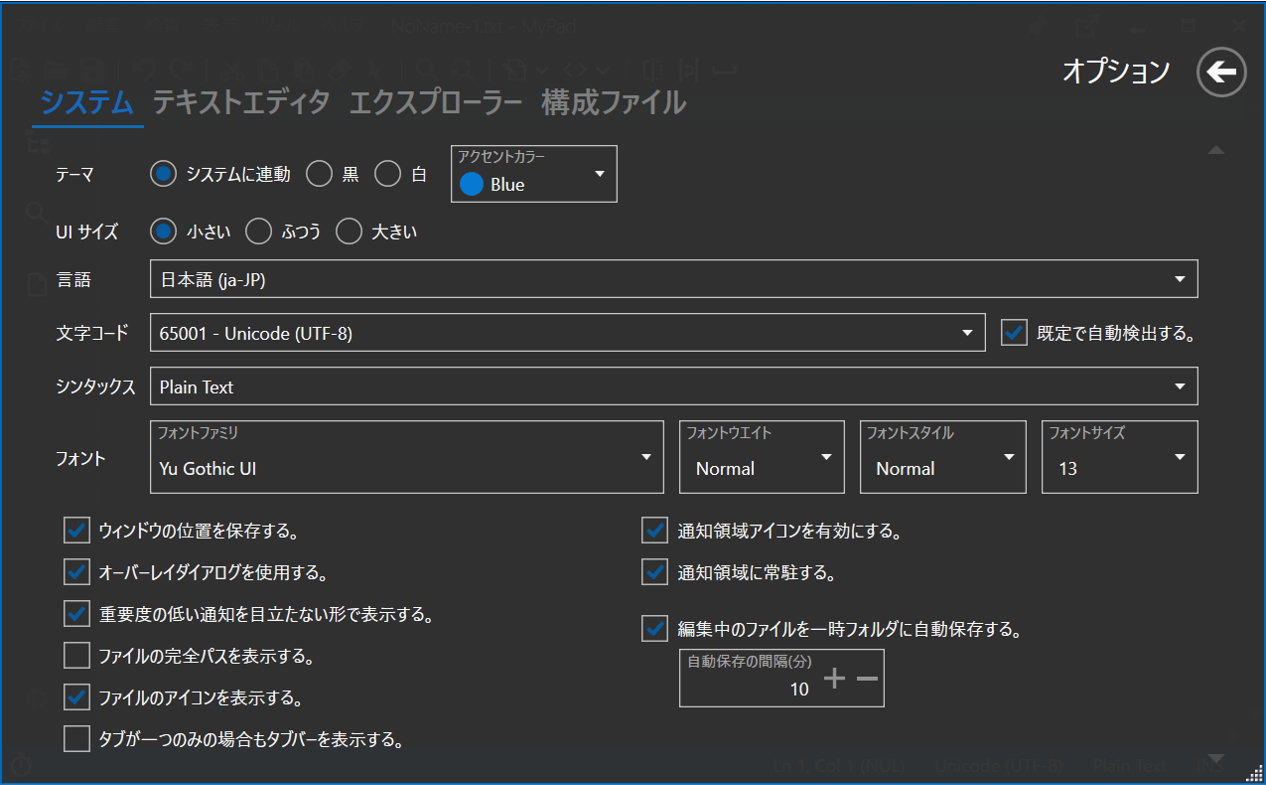 NoName-1.txt - MyPad
オプション
システム テキストエディタ エクスプローラー 構成ファイル
テーマ システムに連動 黒 白 アクセントカラー Blue
UI サイズ 小さい ふつう 大きい
言語 日本語 (ja-JP)
文字コード 65001 - Unicode (UTF-8) 既定で自動検出する。
シンタックス Plain Text
フォント
フォントファミリ フォントウエイト フォントスタイル フォントサイズ
Yu Gothic UI Normal Normal 13
ウィンドウの位置を保存する。 通知領域アイコンを有効にする。
オーバーレイダイアログを使用する。 通知領域に常駐する。
重要度の低い通知を目立たない形で表示する。
編集中のファイルを一時フォルダに自動保存する。
ファイルの完全パスを表示する。
自動保存の間隔(分)
10
ファイルのアイコンを表示する。
タブが一つのみの場合もタブバーを表示する。
Ln 1, Col 1 [NUL] Unicode (UTF-8) Plain Text INS